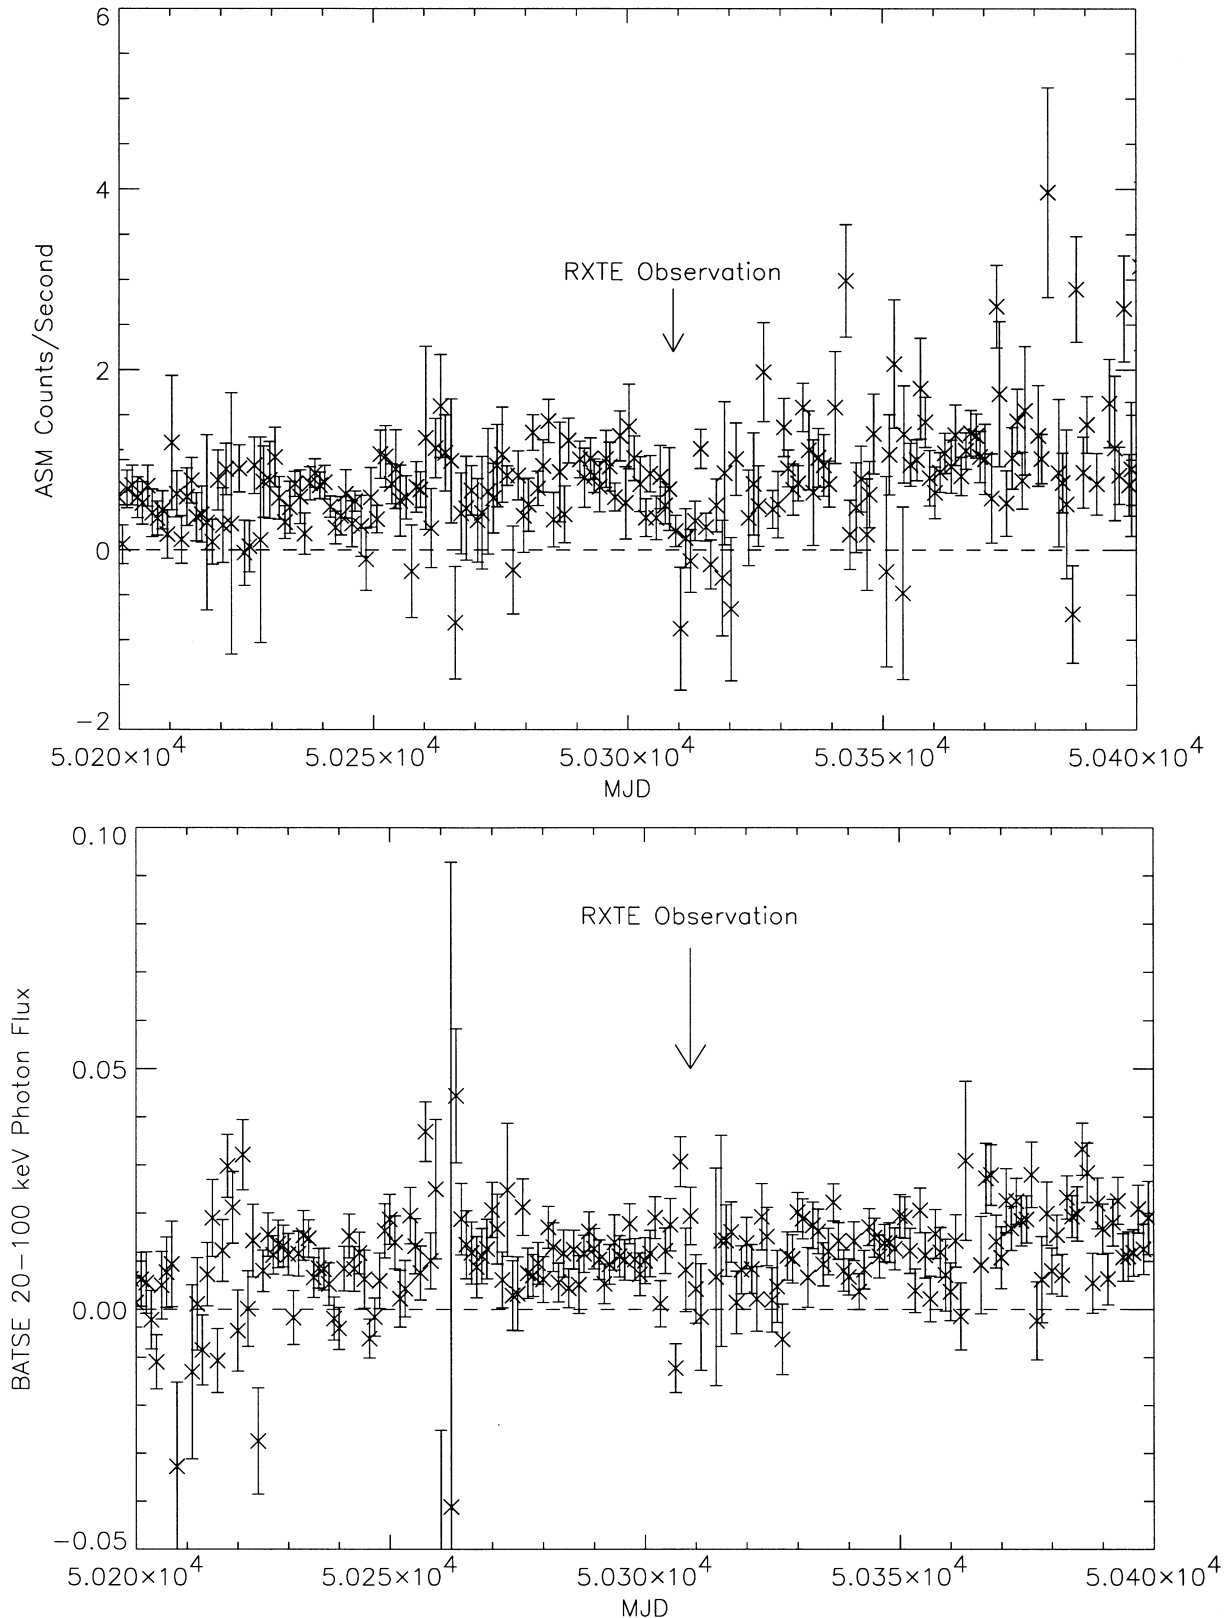 6
4
2
0
−2
ASM Counts/Second
RXTE Observation
5.020×10⁴ 5.025×10⁴ 5.030×10⁴ 5.035×10⁴ 5.040×10⁴
MJD
0.10
0.05
0.00
−0.05
BATSE 20−100 keV Photon Flux
RXTE Observation
5.020×10⁴ 5.025×10⁴ 5.030×10⁴ 5.035×10⁴ 5.040×10⁴
MJD